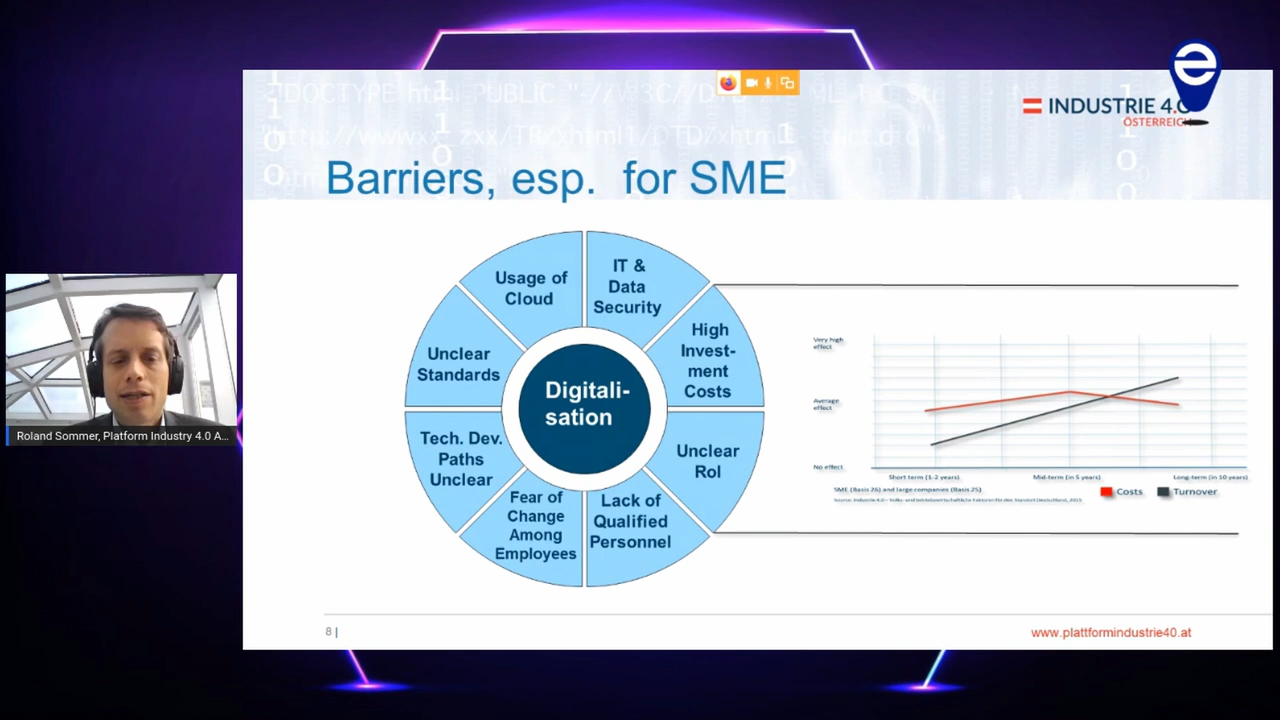 INDUSTRIE 4.0
ÖSTERREICH
Barriers, esp. for SME
Usage of
Cloud
IT &
Data
Security
High
Invest-
ment
Costs
Unclear
RoI
Lack of
Qualified
Personnel
Fear of
Change
Among
Employees
Tech. Dev.
Paths
Unclear
Unclear
Standards
Digitali-
sation
Very high
effect
Average
effect
No effect
Short term (1-2 years)
Mid-term (in 5 years)
Long-term (in 10 years)
SME (Basis 26) and large companies (Basis 25)
Costs
Turnover
Roland Sommer, Platform Industry 4.0 A...
8 |
www.plattformindustrie40.at